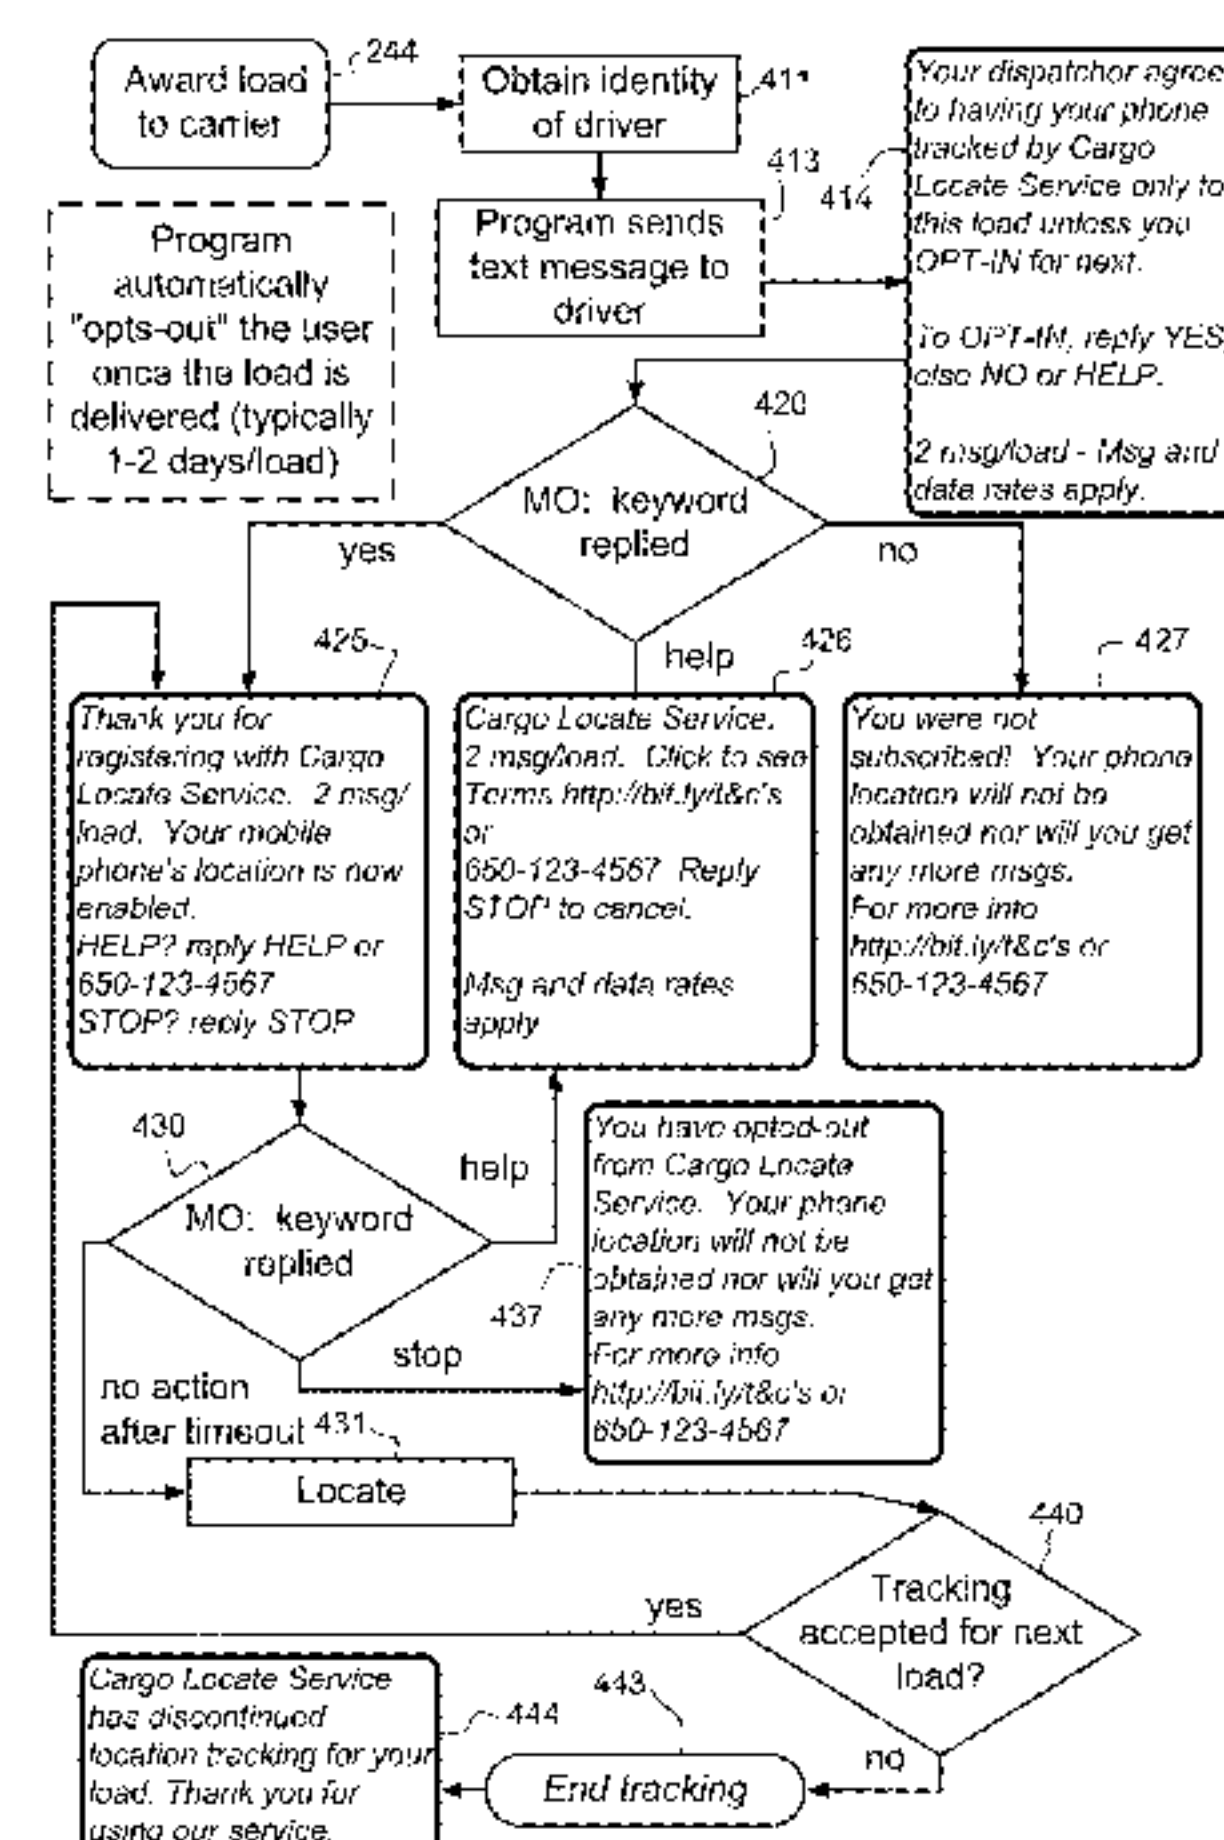 Award load
to carrier
244
Obtain identity
of driver
411
Your dispatchor agree
to having your phone
tracked by Cargo
Locate Service only fo
this load unless you
OPT-IN for next.
To OPT-IN, reply YES,
else NO or HELP.
2 msg/load - Msg and
data rates apply.
413
414
Program sends
text message to
driver
Program
automatically
"opts-out" the user
once the load is
delivered (typically
1-2 days/load)
420
MO: keyword
replied
yes
no
help
425
426
427
Thank you for
registering with Cargo
Locate Service. 2 msg/
load. Your mobile
phone's location is now
enabled.
HELP? reply HELP or
650-123-4567
STOP? reply STOP
Cargo Locate Service.
2 msg/load. Click to see
Terms http://bit.ly/t&c's
or
650-123-4567 Reply
STOP to cancel.
Msg and data rates
apply
You were not
subscribed! Your phone
location will not be
obtained nor will you get
any more msgs.
For more info
http://bit.ly/t&c's or
650-123-4567
430
MO: keyword
replied
help
stop
437
You have opted-out
from Cargo Locate
Service. Your phone
location will not be
obtained nor will you get
any more msgs.
For more info
http://bit.ly/t&c's or
650-123-4567
no action
after timeout
431
Locate
440
Tracking
accepted for next
load?
yes
no
443
End tracking
444
Cargo Locate Service
has discontinued
location tracking for your
load. Thank you for
using our service.